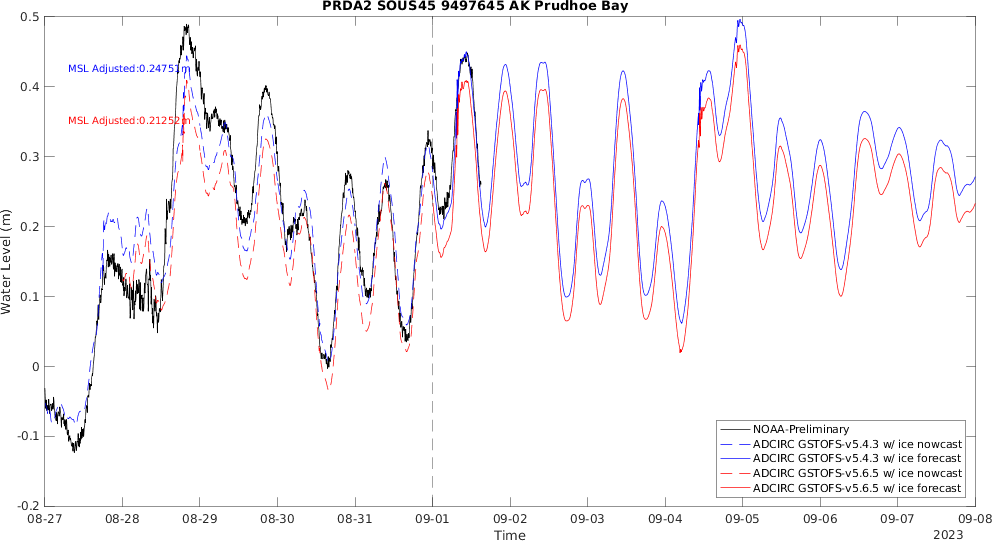 PRDA2 SOUS45 9497645 AK Prudhoe Bay
0.5
0.4
0.3
0.2
0.1
0
-0.1
-0.2
Water Level (m)
MSL Adjusted:0.24751m
MSL Adjusted:0.21252m
NOAA-Preliminary
ADCIRC GSTOFS-v5.4.3 w/ ice nowcast
ADCIRC GSTOFS-v5.4.3 w/ ice forecast
ADCIRC GSTOFS-v5.6.5 w/ ice nowcast
ADCIRC GSTOFS-v5.6.5 w/ ice forecast
08-27 08-28 08-29 08-30 08-31 09-01 09-02 09-03 09-04 09-05 09-06 09-07 09-08
Time
2023